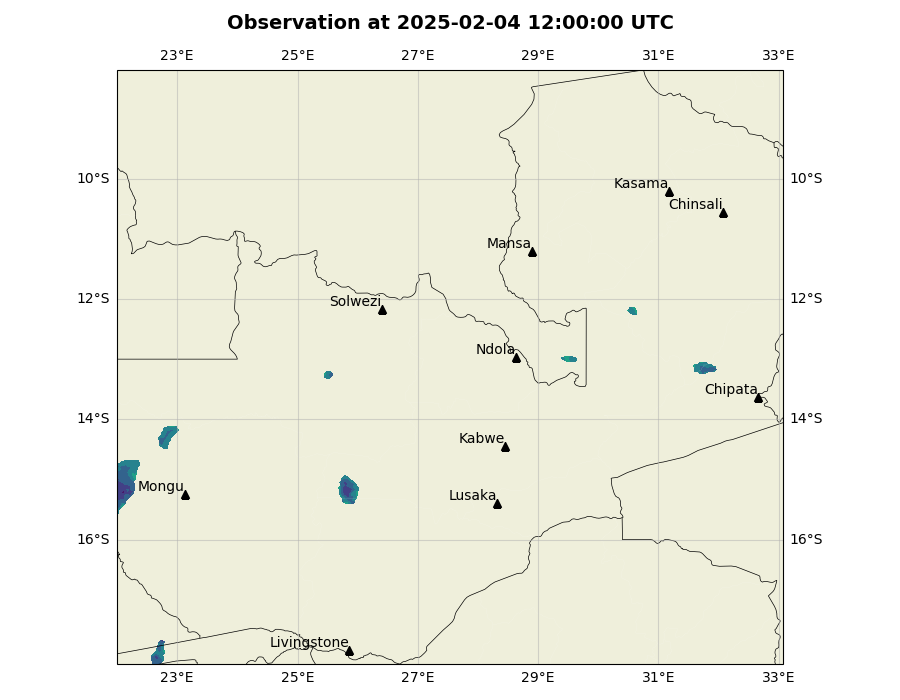 Observation at 2025-02-04 12:00:00 UTC
23°E 25°E 27°E 29°E 31°E 33°E
10°S 10°S
Kasama
Chinsali
Mansa
12°S 12°S
Solwezi
Ndola
Chipata
14°S 14°S
Kabwe
Mongu
Lusaka
16°S 16°S
Livingstone
23°E 25°E 27°E 29°E 31°E 33°E